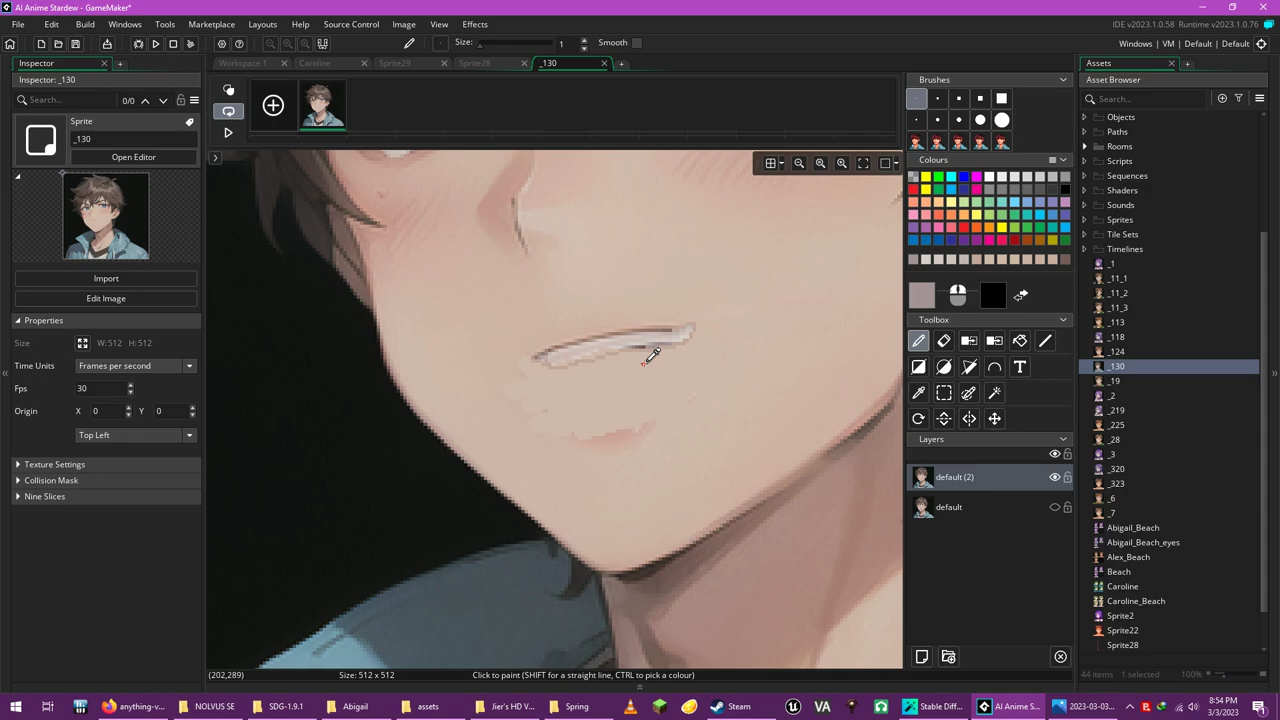 AI Anime Stardew - GameMaker*
File Edit Build Windows Tools Marketplace Layouts Source Control Image View Effects
IDE v2023.1.0.58 Runtime v2023.1.0.76
Size: 1 Smooth
Windows | VM | Default | Default
Inspector
Workspace 1 Caroline Sprite29 Sprite28 _130
Assets
Inspector: _130
Search... 0/0
Sprite
_130
Open Editor
Import
Edit Image
Properties
Size W: 512 H: 512
Time Units Frames per second
Fps 30
Origin X 0 Y 0
Top Left
Texture Settings
Collision Mask
Nine Slices
Brushes
Colours
Toolbox
T
Layers
default (2)
default
Asset Browser
Search...
Objects
Paths
Rooms
Scripts
Sequences
Shaders
Sounds
Sprites
Tile Sets
Timelines
_1
_11_1
_11_2
_11_3
_113
_118
_124
_130
_19
_2
_219
_225
_28
_3
_320
_323
_6
_7
Abigail_Beach
Abigail_Beach_eyes
Alex_Beach
Beach
Caroline
Caroline_Beach
Sprite2
Sprite22
Sprite28
44 items 1 selected 100%
(202,289) Size: 512 x 512 Click to paint (SHIFT for a straight line, CTRL to pick a colour)
anything-v... NOLVUS SE SDG-1.9.1 Abigail assets Jier's HD V... Spring Steam VA Stable Diff... AI Anime S... 2023-03-03... 8:54 PM
3/3/2023